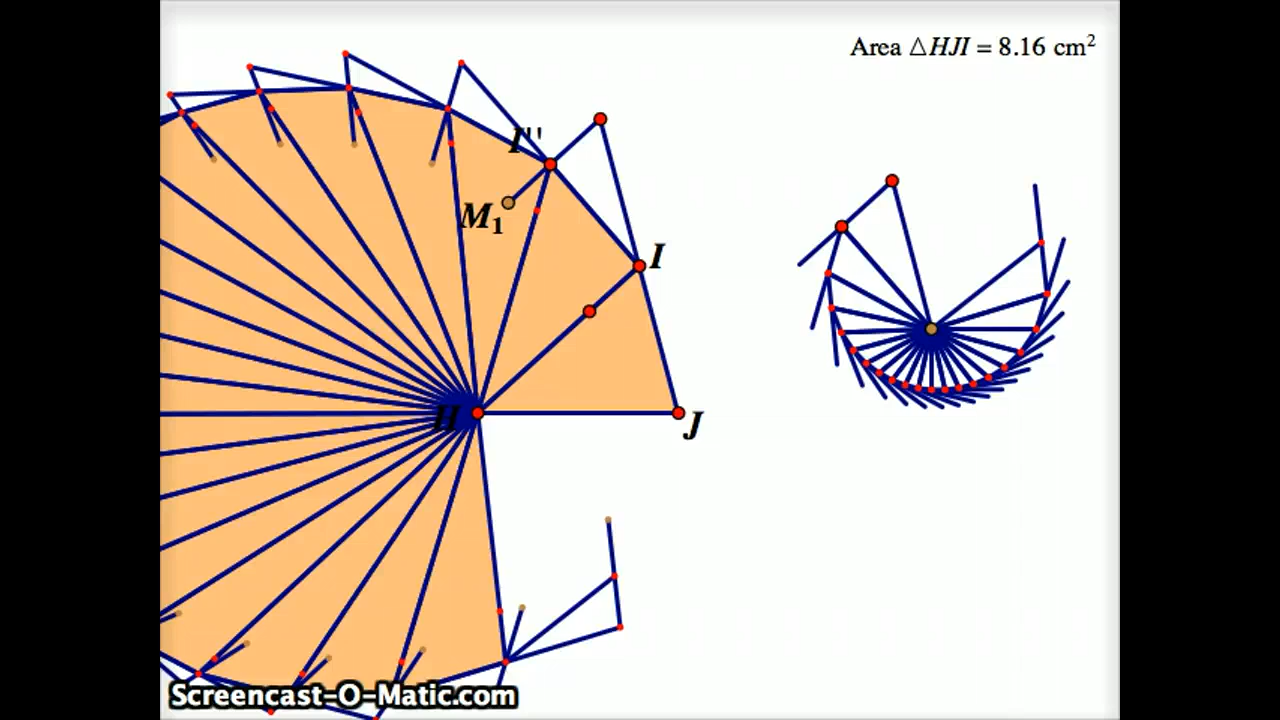 Area △HJI = 8.16 cm²
I''
M₁
I
H
J
Screencast-O-Matic.com